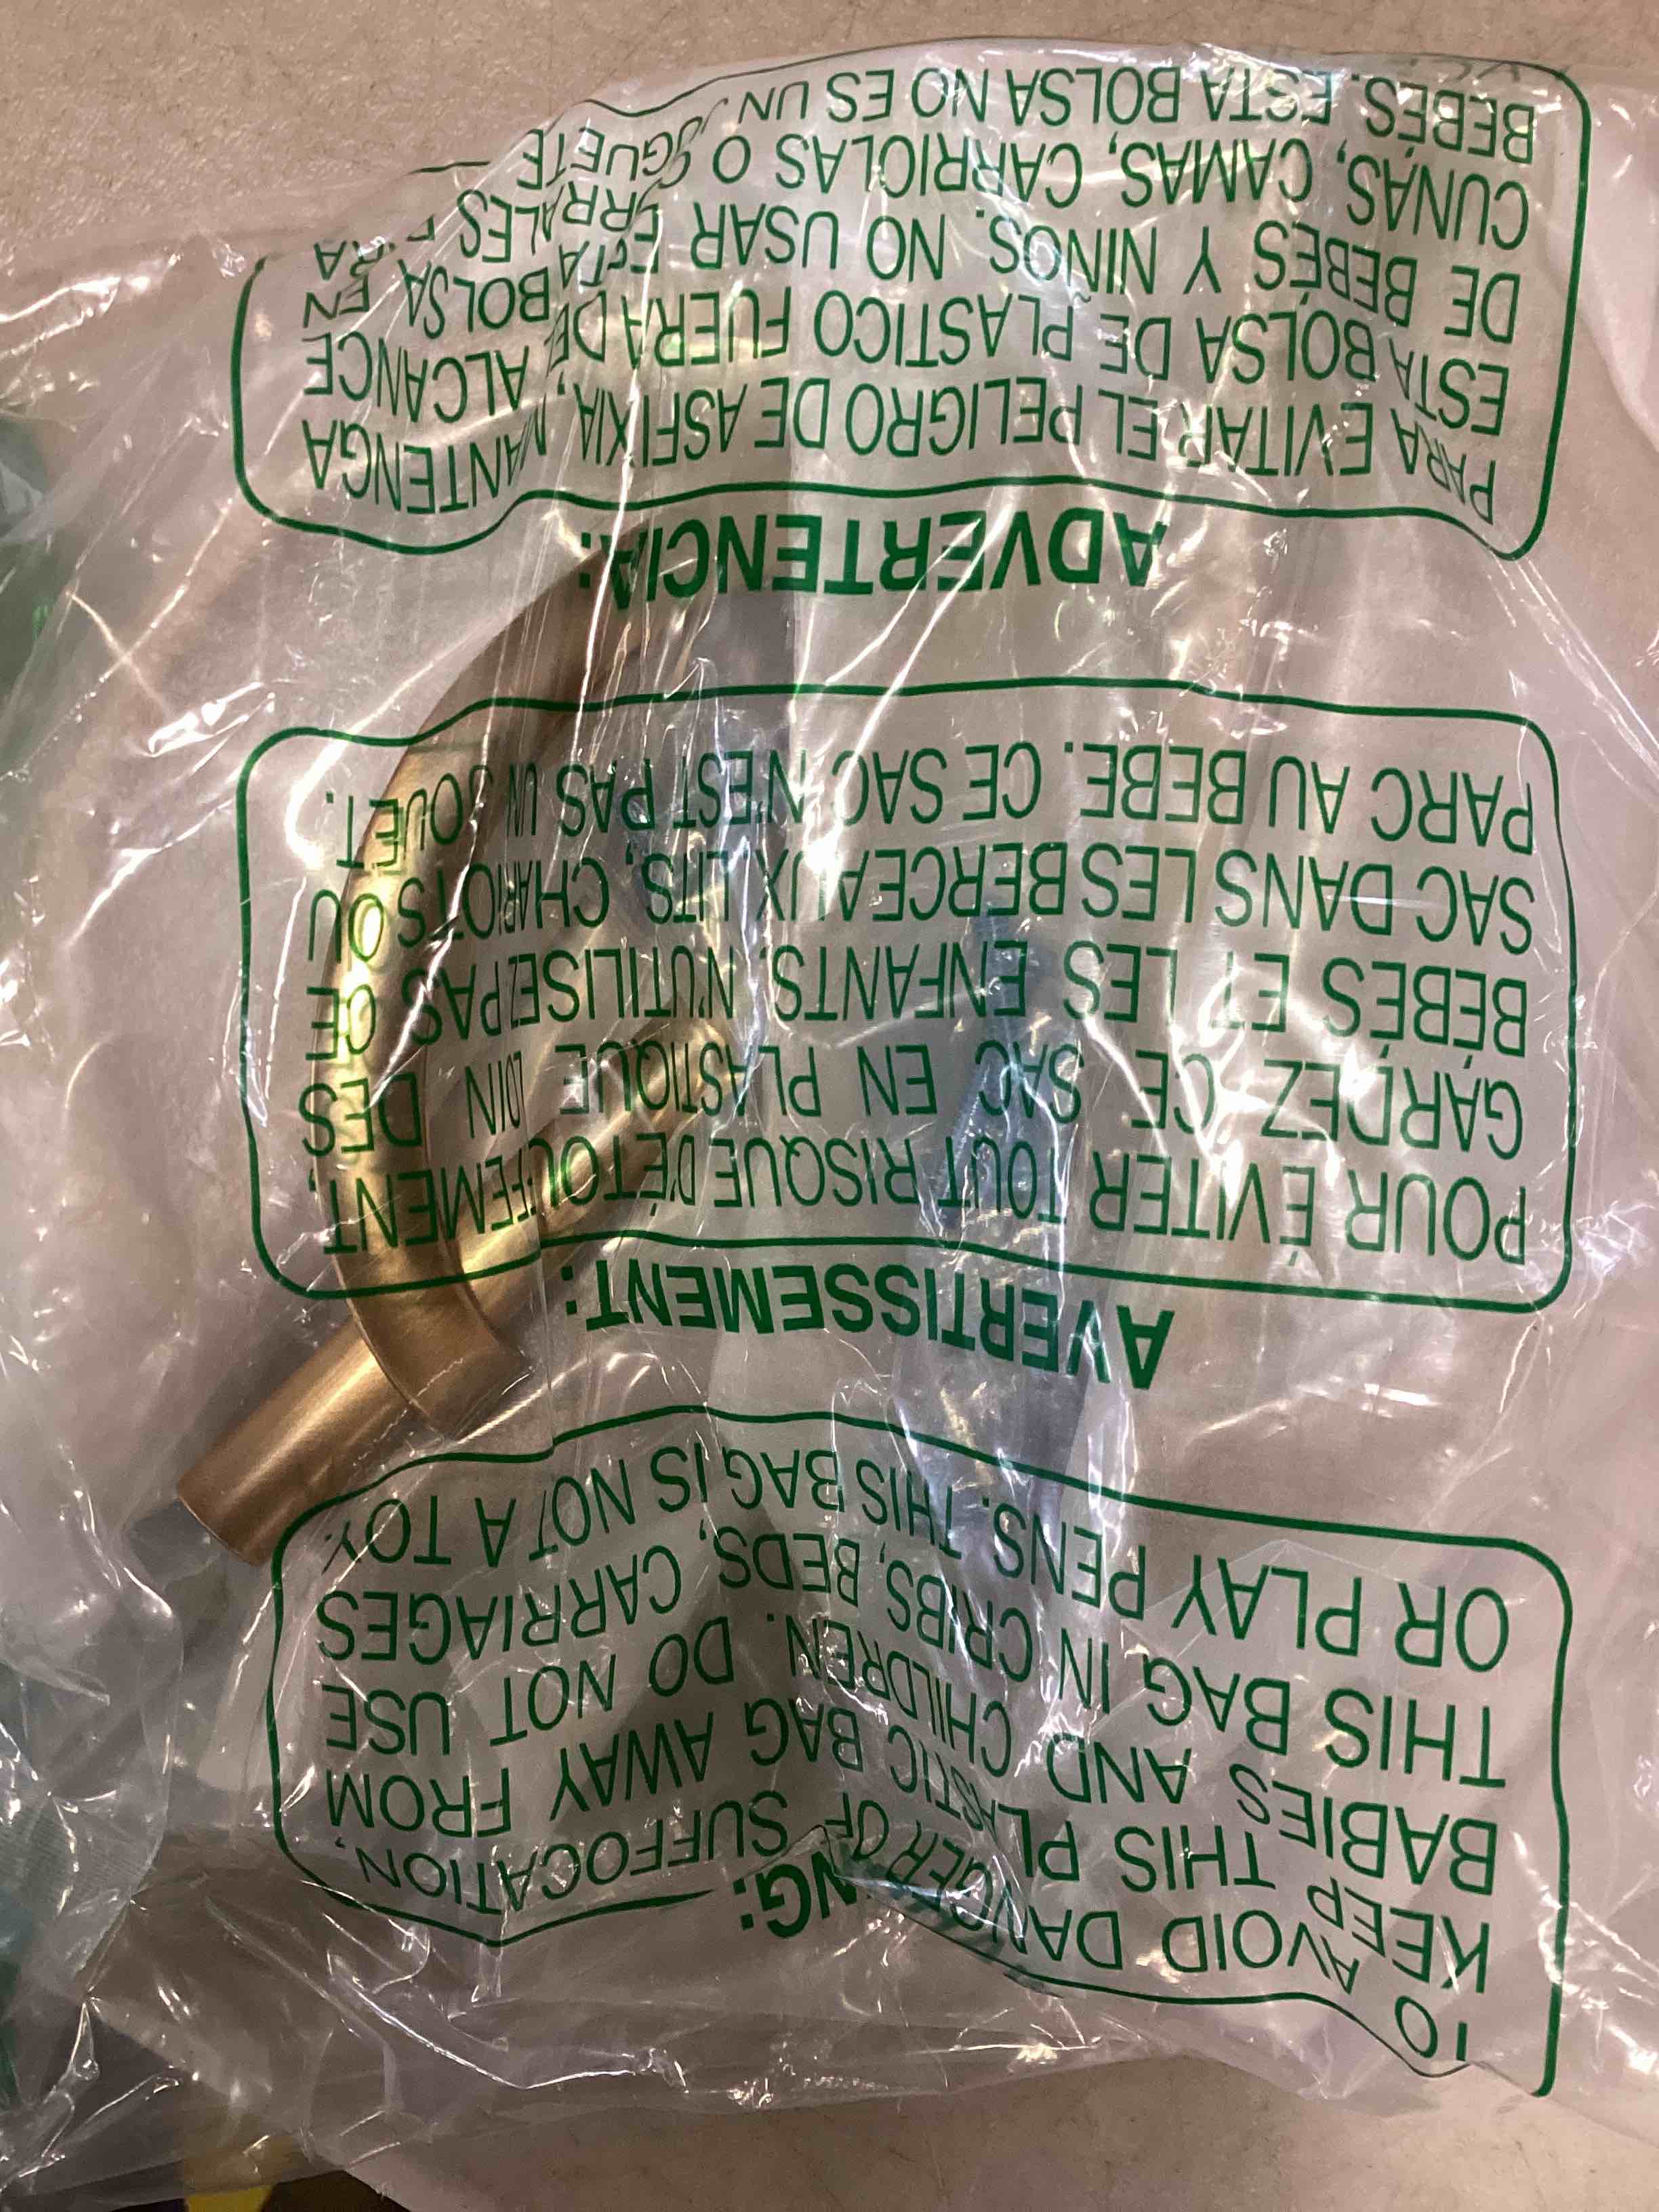 NG:
TO AVOID DANGER OF SUFFOCATION,
KEEP THIS PLASTIC BAG AWAY FROM
BABIES AND CHILDREN. DO NOT USE
THIS BAG IN CRIBS, BEDS, CARRIAGES
OR PLAY PENS. THIS BAG IS NOT A TOY.
AVERTISSEMENT:
POUR ÉVITER TOUT RISQUE D'ÉTOUFFEMENT,
GARDEZ CE SAC EN PLASTIQUE LOIN DES
BÉBÉS ET LES ENFANTS. N'UTILISEZ PAS CE
SAC DANS LES BERCEAUX, LITS, CHARIOTS OU
PARC AU BEBE. CE SAC N'EST PAS UN JOUET.
ADVERTENCIA:
PARA EVITAR EL PELIGRO DE ASFIXIA, MANTENGA
ESTA BOLSA DE PLASTICO FUERA DEL ALCANCE
DE BEBÉS Y NIÑOS. NO USAR ESTA BOLSA EN
CUNAS, CAMAS, CARRIOLAS O CORRALES PARA
BEBÉS. ESTA BOLSA NO ES UN JUGUETE